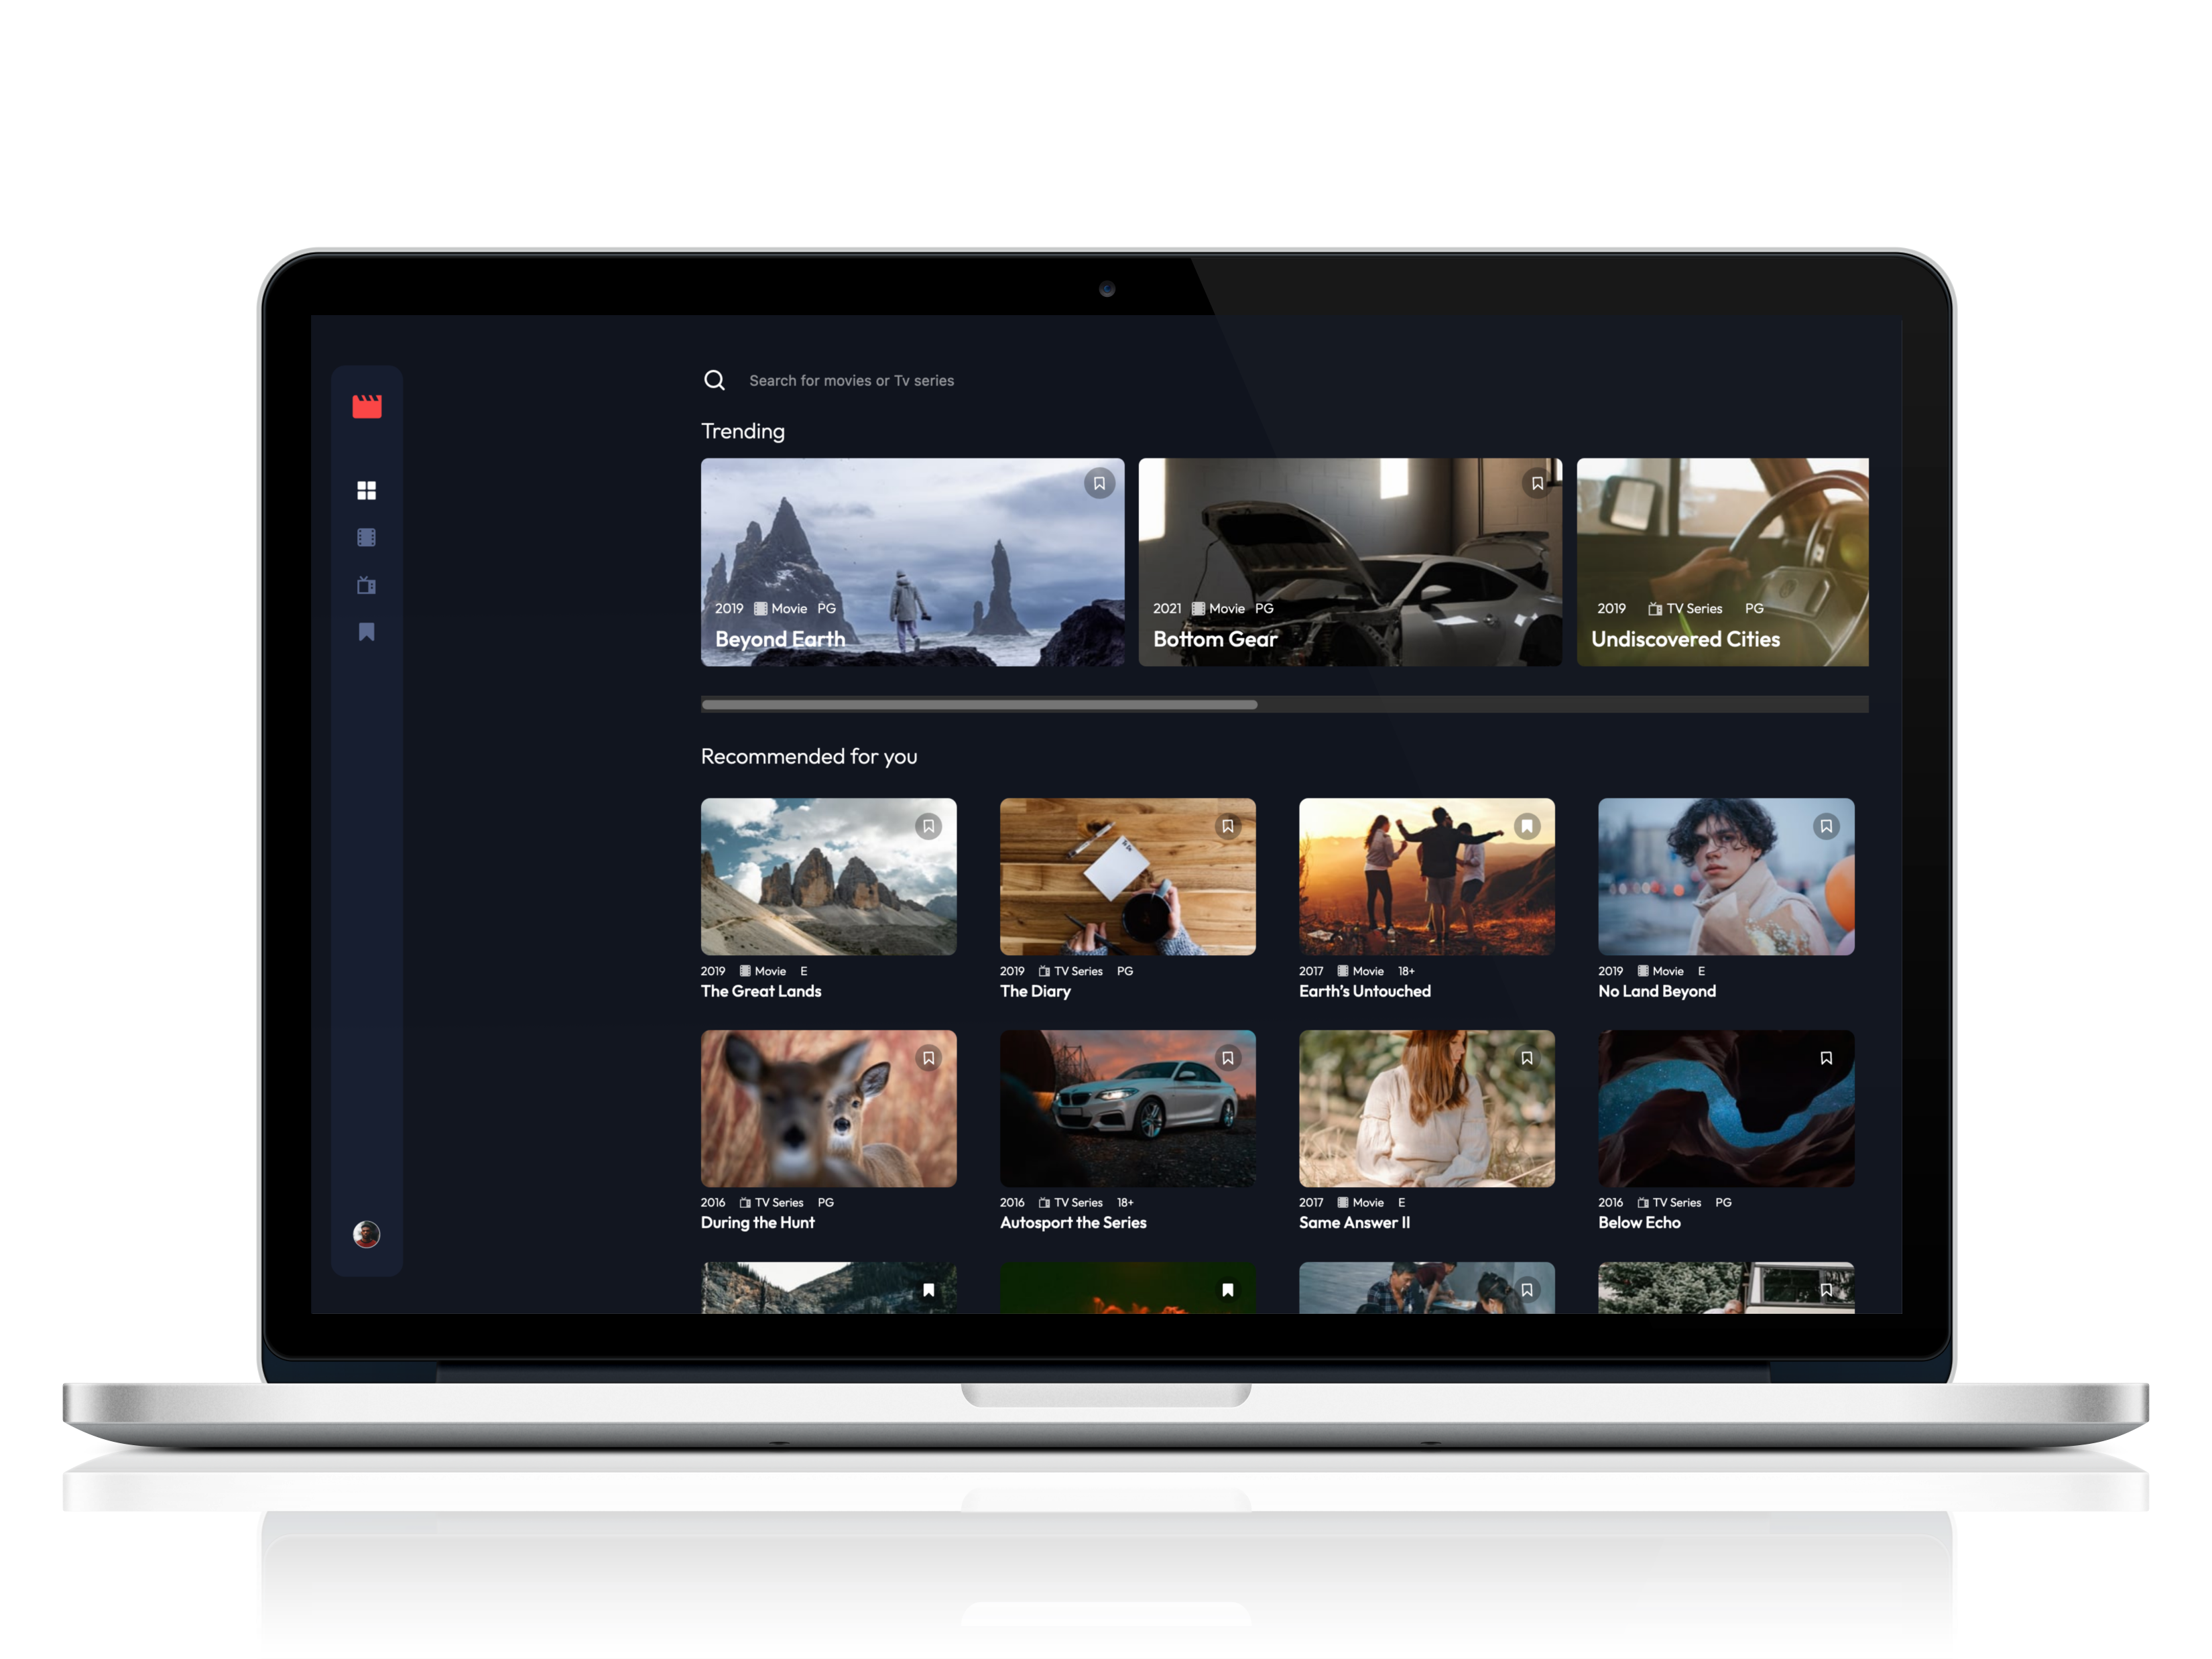 Search for movies or Tv series
Trending
2019 Movie PG
Beyond Earth
2021 Movie PG
Bottom Gear
2019 TV Series PG
Undiscovered Cities
Recommended for you
2019 Movie E
The Great Lands
2019 TV Series PG
The Diary
2017 Movie 18+
Earth's Untouched
2019 Movie E
No Land Beyond
2016 TV Series PG
During the Hunt
2016 TV Series 18+
Autosport the Series
2017 Movie E
Same Answer II
2016 TV Series PG
Below Echo